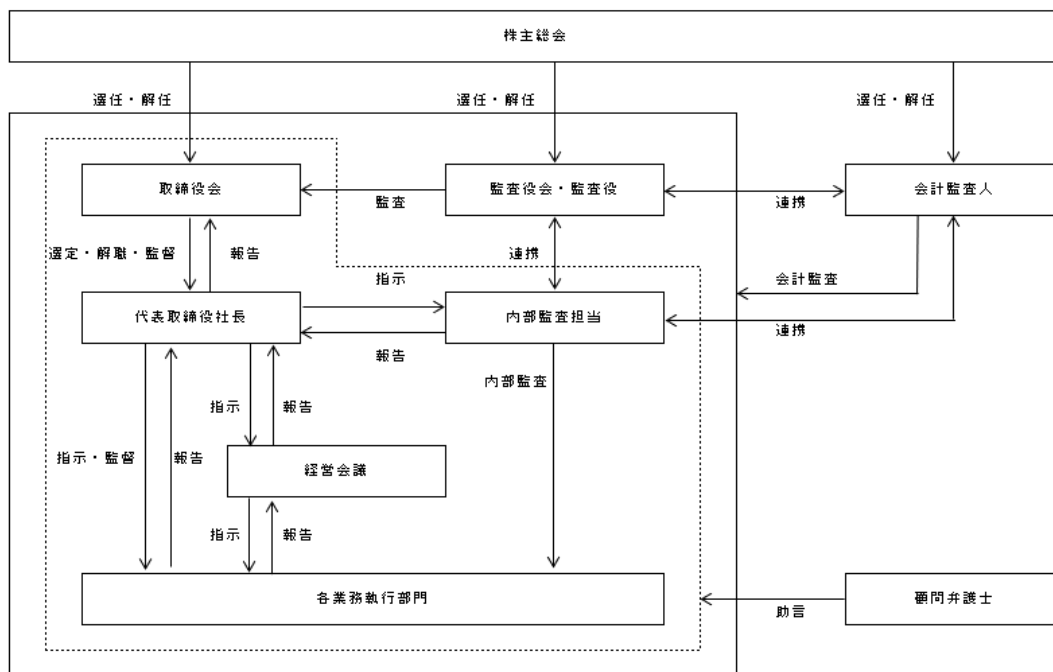 株主総会
選任・解任
選任・解任
選任・解任
取締役会
監査
監査役会・監査役
連携
会計監査人
選定・解職・監督
報告
連携
指示
会計監査
代表取締役社長
内部監査担当
報告
連携
内部監査
指示
報告
指示・監督
報告
経営会議
指示
報告
各業務執行部門
助言
顧問弁護士